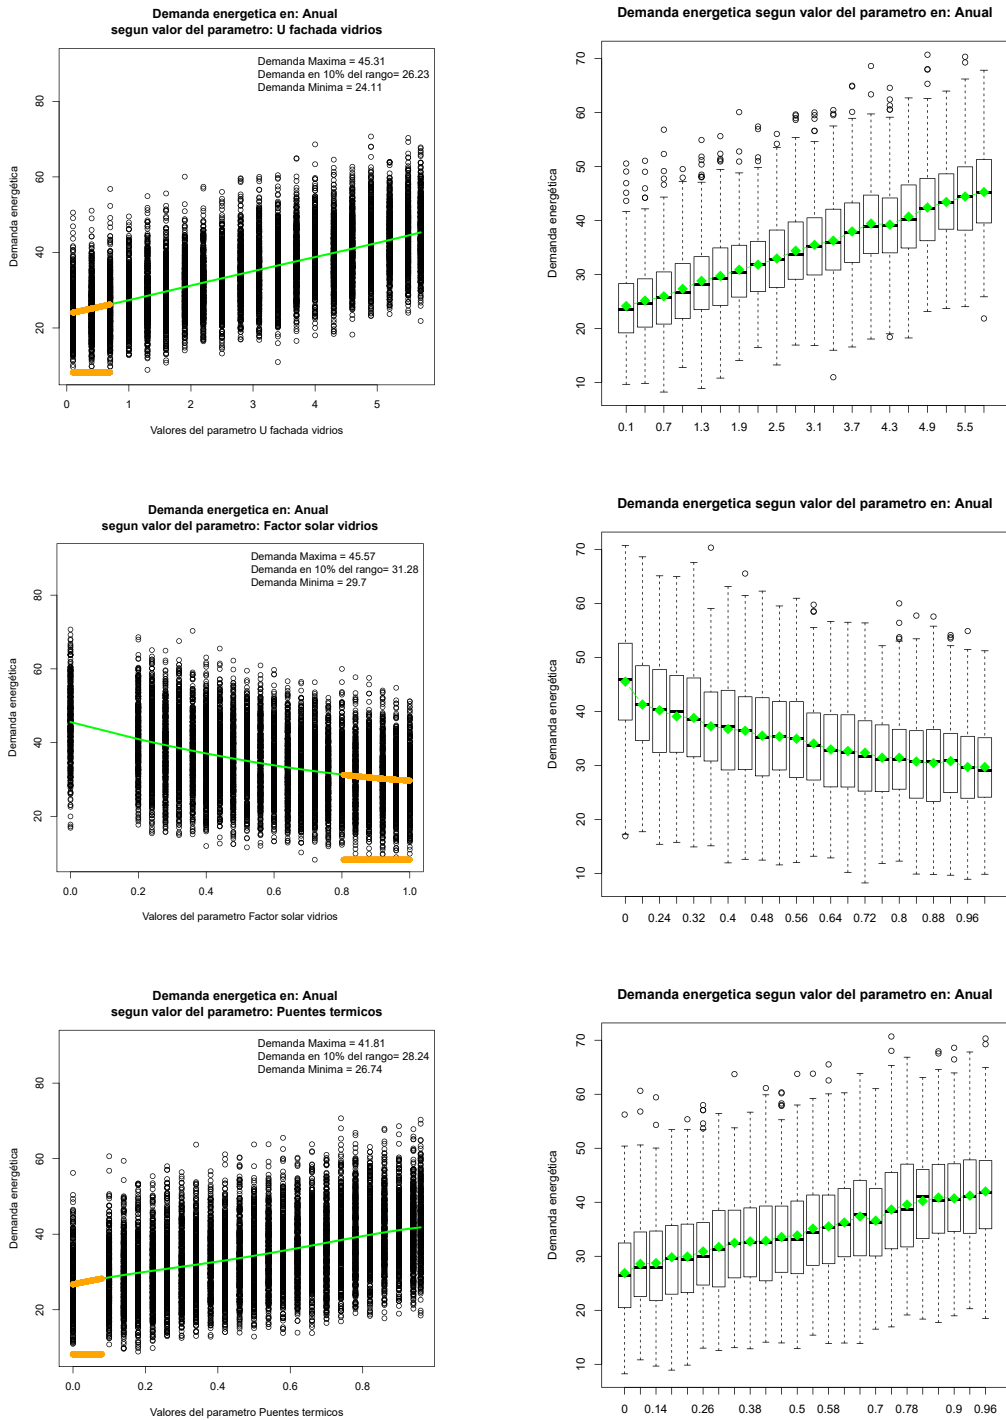 Demanda energetica en: Anual
segun valor del parametro: U fachada vidrios
Demanda Maxima = 45.31
Demanda en 10% del rango= 26.23
Demanda Minima = 24.11
Demanda energética
80
60
40
20
0 1 2 3 4 5
Valores del parametro U fachada vidrios
Demanda energetica segun valor del parametro en: Anual
Demanda energética
70
60
50
40
30
20
10
0.1 0.7 1.3 1.9 2.5 3.1 3.7 4.3 4.9 5.5
Demanda energetica en: Anual
segun valor del parametro: Factor solar vidrios
Demanda Maxima = 45.57
Demanda en 10% del rango= 31.28
Demanda Minima = 29.7
Demanda energética
80
60
40
20
0.0 0.2 0.4 0.6 0.8 1.0
Valores del parametro Factor solar vidrios
Demanda energetica segun valor del parametro en: Anual
Demanda energética
70
60
50
40
30
20
10
0 0.24 0.32 0.4 0.48 0.56 0.64 0.72 0.8 0.88 0.96
Demanda energetica en: Anual
segun valor del parametro: Puentes termicos
Demanda Maxima = 41.81
Demanda en 10% del rango= 28.24
Demanda Minima = 26.74
Demanda energética
80
60
40
20
0.0 0.2 0.4 0.6 0.8
Valores del parametro Puentes termicos
Demanda energetica segun valor del parametro en: Anual
Demanda energética
70
60
50
40
30
20
10
0 0.14 0.26 0.38 0.5 0.58 0.7 0.78 0.9 0.96